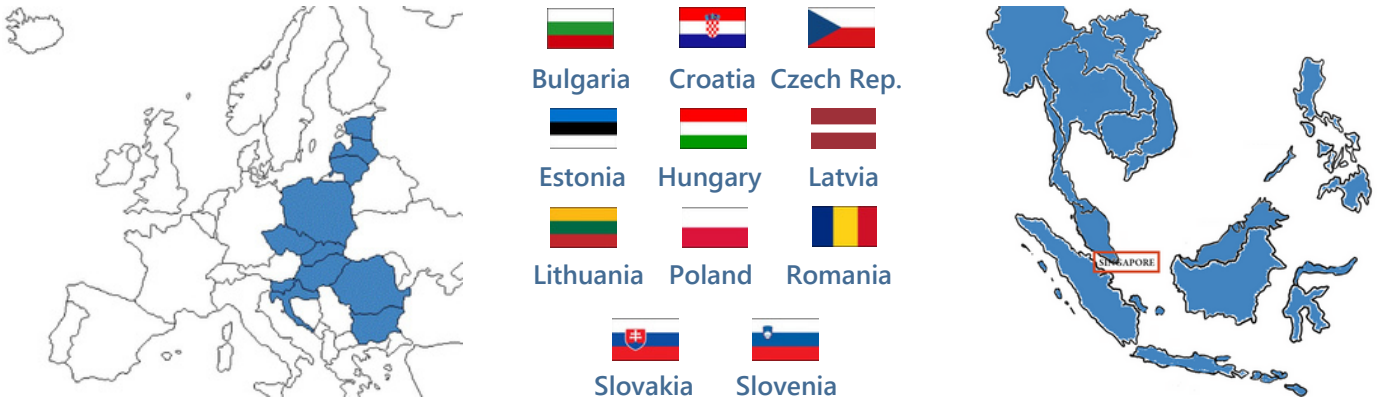 Bulgaria Croatia Czech Rep.
Estonia Hungary Latvia
Lithuania Poland Romania
Slovakia Slovenia
SINGAPORE